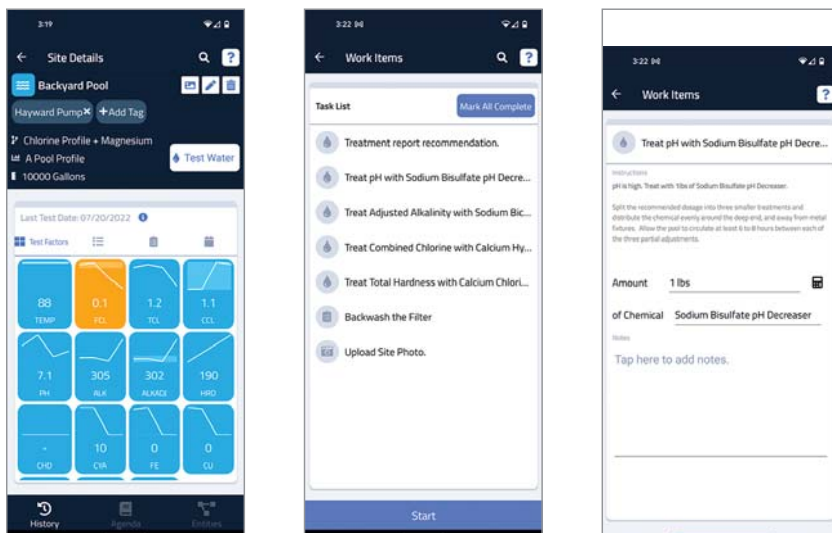 3:19
Site Details
?
Backyard Pool
Hayward Pump× +Add Tag
Chlorine Profile + Magnesium
A Pool Profile
10000 Gallons
Test Water
Last Test Date: 07/20/2022
Test Factors
88
TEMP
0.1
FCL
1.2
TCL
1.1
CCL
7.1
PH
305
ALK
302
ALKADJ
190
HRD
-
CHD
10
CYA
0
FE
0
CU
History
Agenda
Entities
3:22
Work Items
?
Task List
Mark All Complete
Treatment report recommendation.
Treat pH with Sodium Bisulfate pH Decre...
Treat Adjusted Alkalinity with Sodium Bic...
Treat Combined Chlorine with Calcium Hy...
Treat Total Hardness with Calcium Chlori...
Backwash the Filter
Upload Site Photo.
Start
3:22
Work Items
?
Treat pH with Sodium Bisulfate pH Decre...
Instructions
pH is high. Treat with 1lbs of Sodium Bisulfate pH Decreaser.
Split the recommended dosage into three smaller treatments and
distribute the chemical evenly around the deep end, and away from metal
fixtures. Allow the pool to circulate at least 6 to 8 hours between each of
the three partial adjustments.
Amount 1 lbs
of Chemical Sodium Bisulfate pH Decreaser
Notes
Tap here to add notes.